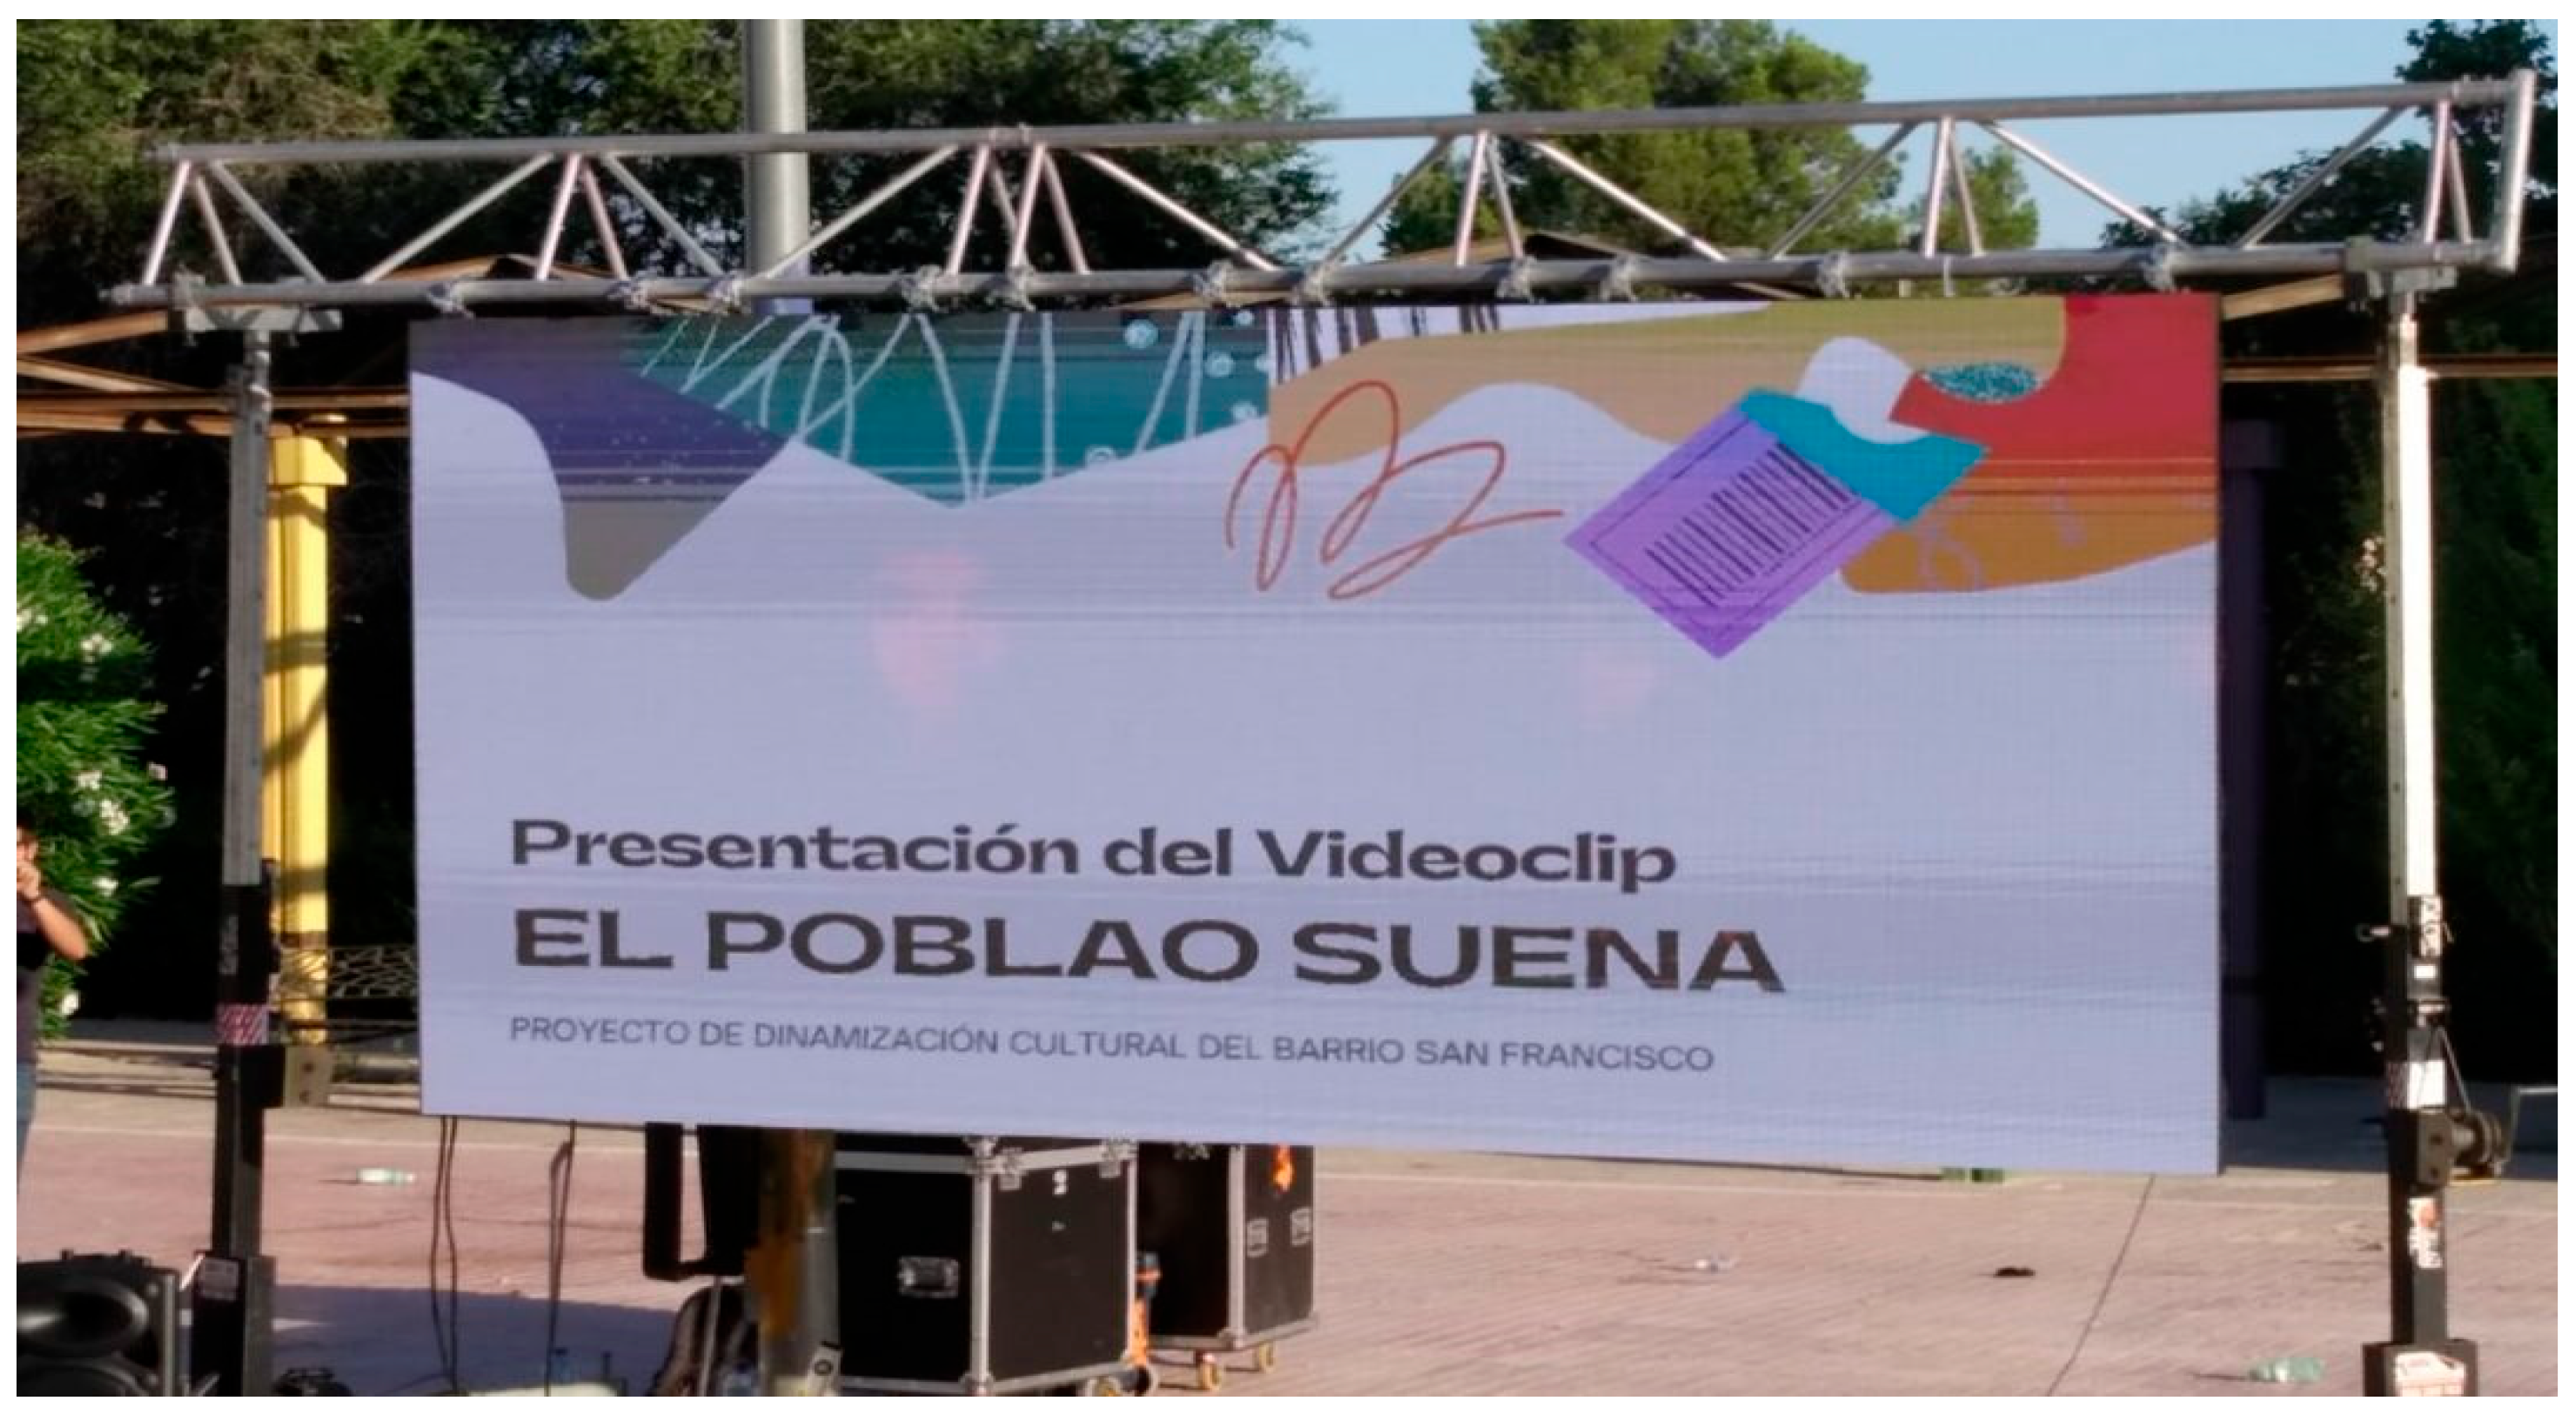 Presentación del Videoclip
EL POBLAO SUENA
PROYECTO DE DINAMIZACIÓN CULTURAL DEL BARRIO SAN FRANCISCO